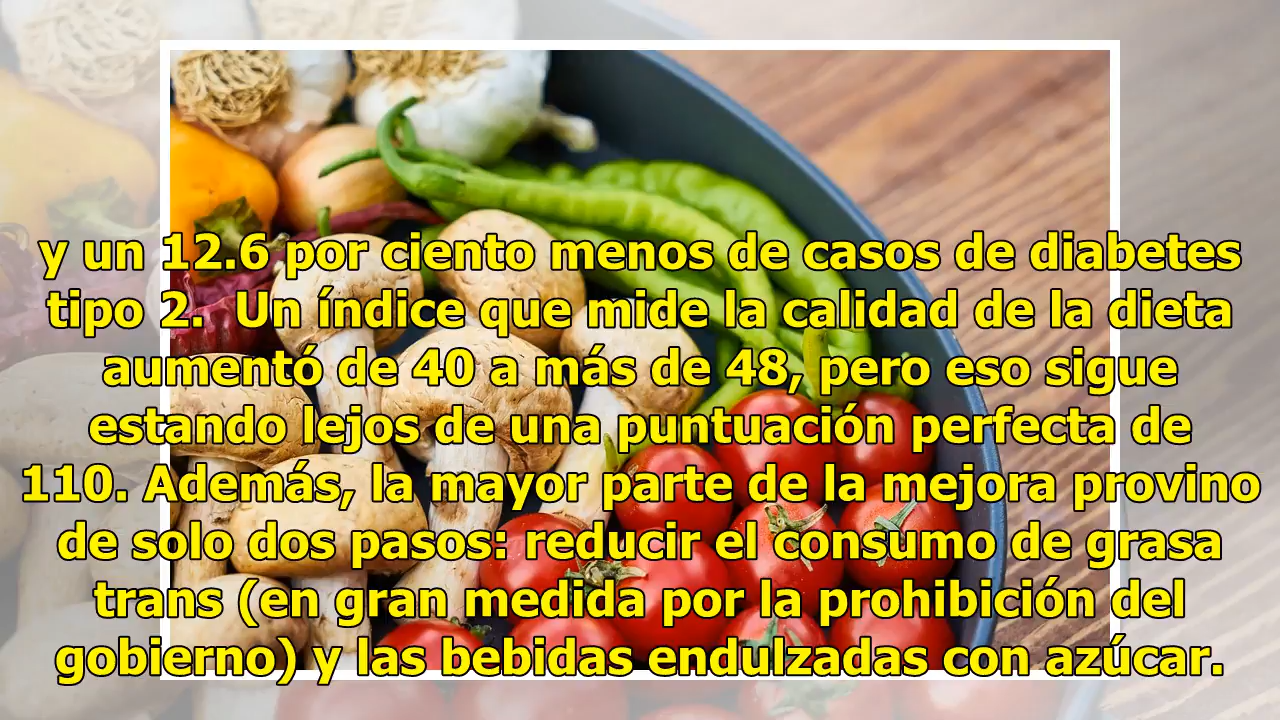 y un 12.6 por ciento menos de casos de diabetes
tipo 2.  Un índice que mide la calidad de la dieta
aumentó de 40 a más de 48, pero eso sigue
estando lejos de una puntuación perfecta de
110. Además, la mayor parte de la mejora provino
de solo dos pasos: reducir el consumo de grasa
trans (en gran medida por la prohibición del
gobierno) y las bebidas endulzadas con azúcar.